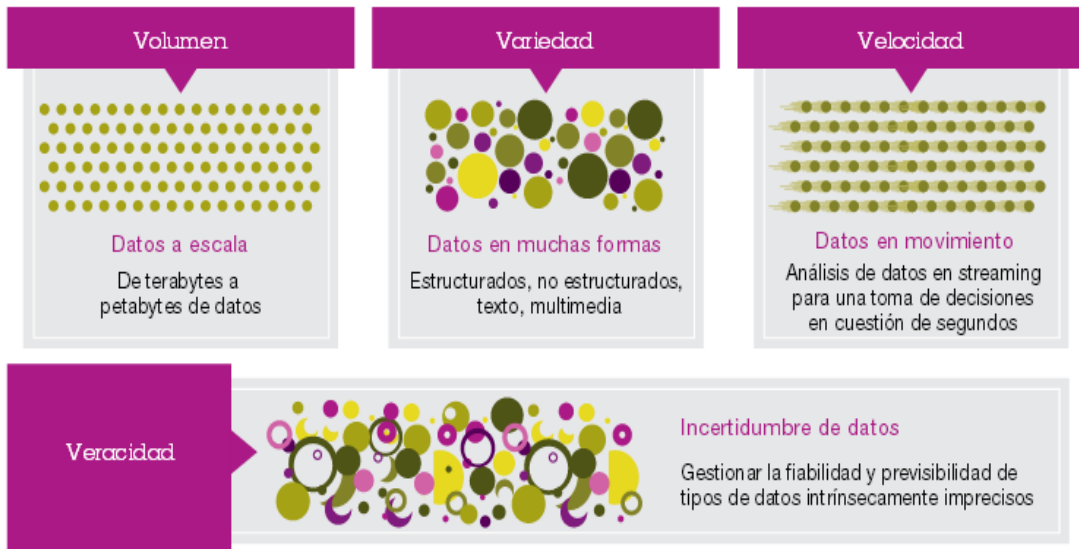 Volumen
Datos a escala
De terabytes a
petabytes de datos
Variedad
Datos en muchas formas
Estructurados, no estructurados,
texto, multimedia
Velocidad
Datos en movimiento
Análisis de datos en streaming
para una toma de decisiones
en cuestión de segundos
Veracidad
Incertidumbre de datos
Gestionar la fiabilidad y previsibilidad de
tipos de datos intrínsecamente imprecisos